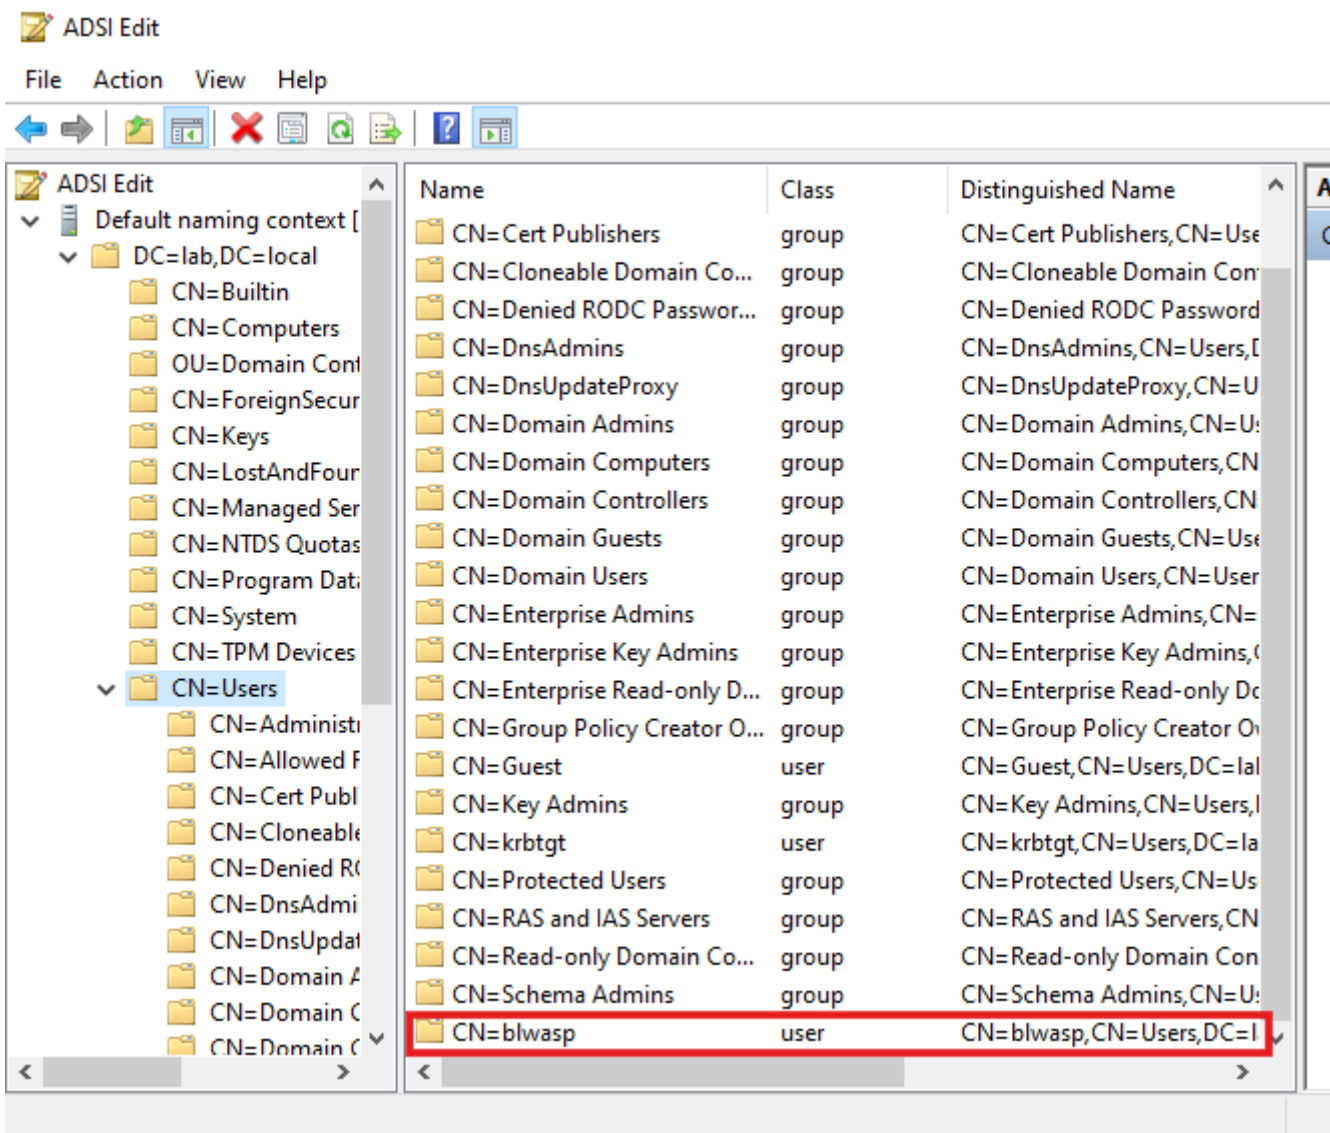 ADSI Edit
File Action View Help
ADSI Edit
Default naming context [
DC=lab,DC=local
CN=Builtin
CN=Computers
OU=Domain Cont
CN=ForeignSecur
CN=Keys
CN=LostAndFour
CN=Managed Ser
CN=NTDS Quotas
CN=Program Data
CN=System
CN=TPM Devices
CN=Users
CN=Administr
CN=Allowed R
CN=Cert Publ
CN=Cloneable
CN=Denied RO
CN=DnsAdmi
CN=DnsUpdat
CN=Domain A
CN=Domain C
CN=Domain C
Name Class Distinguished Name
CN=Cert Publishers group CN=Cert Publishers,CN=Use
CN=Cloneable Domain Co... group CN=Cloneable Domain Con
CN=Denied RODC Passwor... group CN=Denied RODC Password
CN=DnsAdmins group CN=DnsAdmins,CN=Users,D
CN=DnsUpdateProxy group CN=DnsUpdateProxy,CN=U
CN=Domain Admins group CN=Domain Admins,CN=Us
CN=Domain Computers group CN=Domain Computers,CN
CN=Domain Controllers group CN=Domain Controllers,CN
CN=Domain Guests group CN=Domain Guests,CN=Use
CN=Domain Users group CN=Domain Users,CN=User
CN=Enterprise Admins group CN=Enterprise Admins,CN=
CN=Enterprise Key Admins group CN=Enterprise Key Admins,C
CN=Enterprise Read-only D... group CN=Enterprise Read-only Do
CN=Group Policy Creator O... group CN=Group Policy Creator Ow
CN=Guest user CN=Guest,CN=Users,DC=lal
CN=Key Admins group CN=Key Admins,CN=Users,
CN=krbtgt user CN=krbtgt,CN=Users,DC=la
CN=Protected Users group CN=Protected Users,CN=Us
CN=RAS and IAS Servers group CN=RAS and IAS Servers,CN
CN=Read-only Domain Co... group CN=Read-only Domain Con
CN=Schema Admins group CN=Schema Admins,CN=Us
CN=blwasp user CN=blwasp,CN=Users,DC=l
A